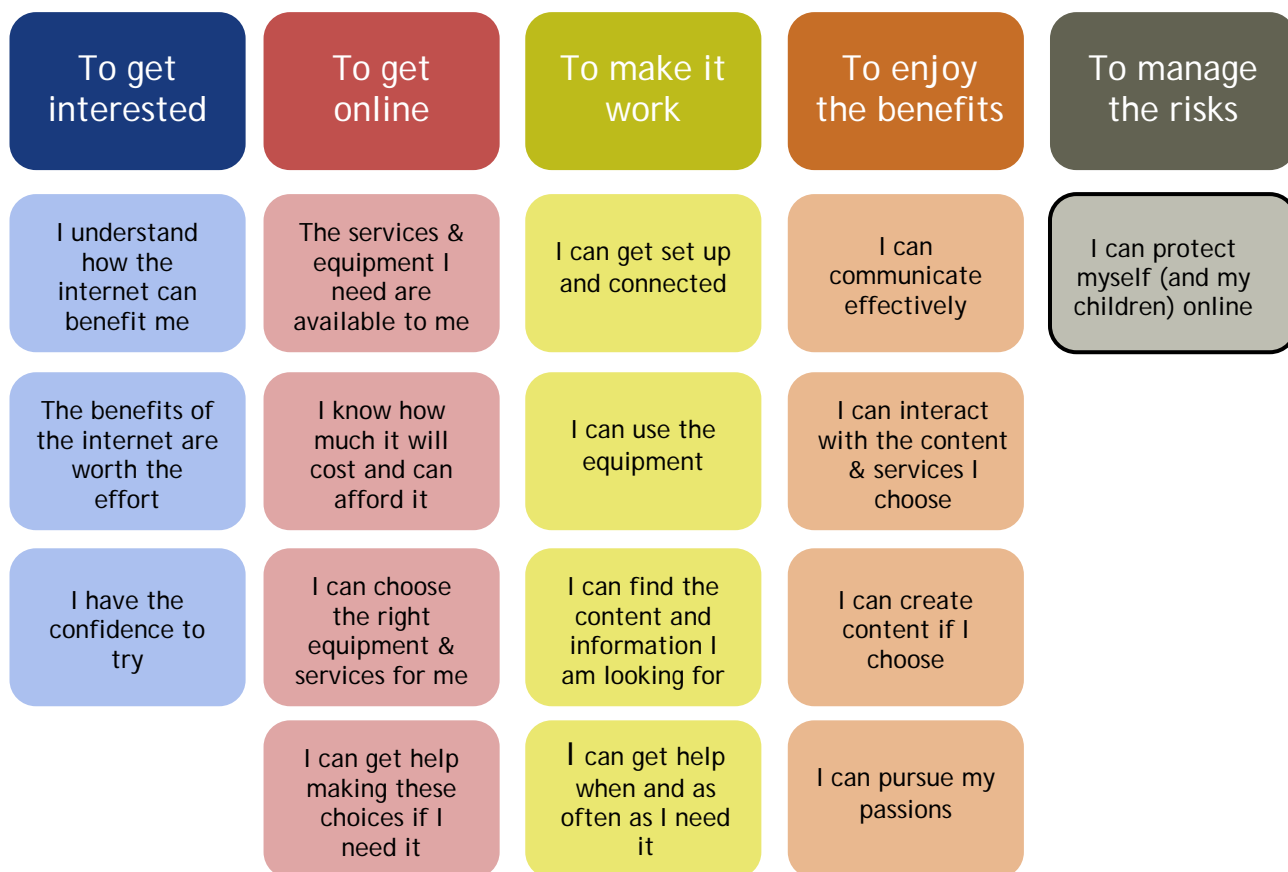 To get
interested
To get
online
To make it
work
To enjoy
the benefits
To manage
the risks
I understand
how the
internet can
benefit me
The services &
equipment I
need are
available to me
I can get set up
and connected
I can
communicate
effectively
I can protect
myself (and my
children) online
The benefits of
the internet are
worth the
effort
I know how
much it will
cost and can
afford it
I can use the
equipment
I can interact
with the content
& services I
choose
I have the
confidence to
try
I can choose
the right
equipment &
services for me
I can find the
content and
information I
am looking for
I can create
content if I
choose
I can get help
making these
choices if I
need it
I can get help
when and as
often as I need
it
I can pursue my
passions